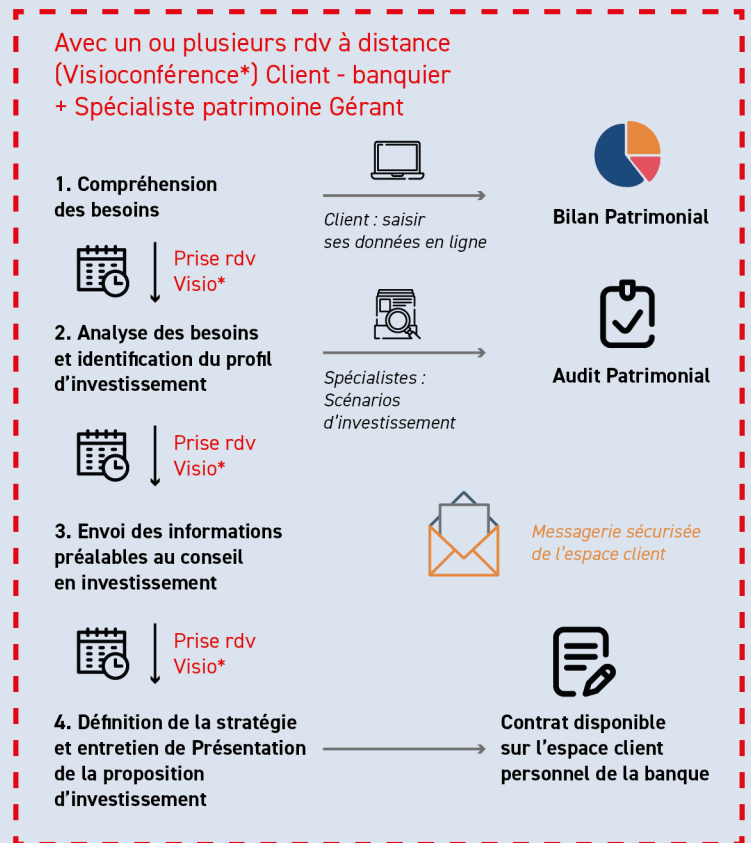 Avec un ou plusieurs rdv à distance
(Visioconférence*) Client - banquier
+ Spécialiste patrimoine Gérant
1. Compréhension
des besoins
Client : saisir
ses données en ligne
Bilan Patrimonial
Prise rdv
Visio*
2. Analyse des besoins
et identification du profil
d'investissement
Spécialistes :
Scénarios
d'investissement
Audit Patrimonial
Prise rdv
Visio*
3. Envoi des informations
préalables au conseil
en investissement
Messagerie sécurisée
de l'espace client
Prise rdv
Visio*
4. Définition de la stratégie
et entretien de Présentation
de la proposition
d'investissement
Contrat disponible
sur l'espace client
personnel de la banque